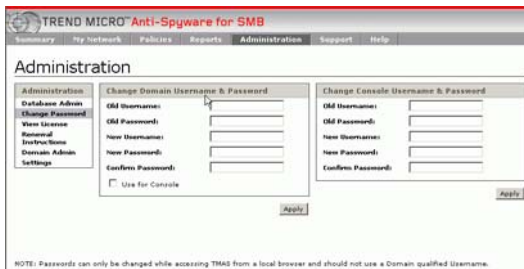 TREND MICRO™ Anti-Spyware for SMB
Summary My Network Policies Reports Administration Support Help
Administration
Administration
Database Admin
Change Password
View License
Renewal
Instructions
Domain Admin
Settings
Change Domain Username & Password
Old Username:
Old Password:
New Username:
New Password:
Confirm Password:
Use for Console
Apply
Change Console Username & Password
Old Username:
Old Password:
New Username:
New Password:
Confirm Password:
Apply
NOTE: Passwords can only be changed while accessing TMAS from a local browser and should not use a Domain qualified Username.